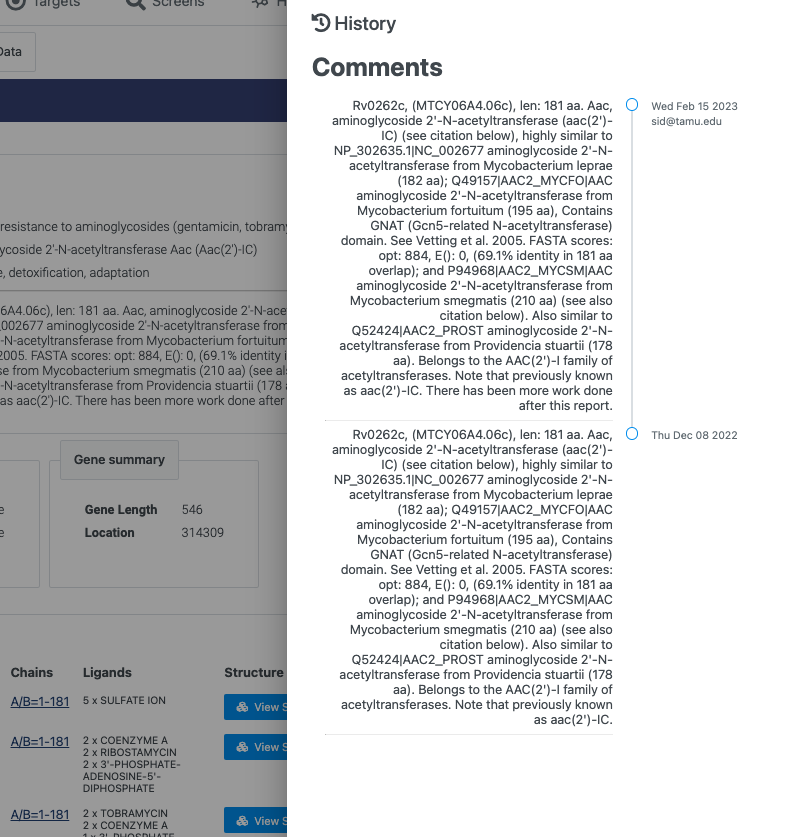 Targets
Screens
H
Data
resistance to aminoglycosides (gentamicin, tobram
ycoside 2'-N-acetyltransferase Aac (Aac(2')-IC)
e, detoxification, adaptation
6A4.06c), len: 181 aa. Aac, aminoglycoside 2'-N-ace
_002677 aminoglycoside 2'-N-acetyltransferase from
-N-acetyltransferase from Mycobacterium fortuitum
2005. FASTA scores: opt: 884, E(): 0, (69.1% identity i
se from Mycobacterium smegmatis (210 aa) (see als
-N-acetyltransferase from Providencia stuartii (178 a
as aac(2')-IC. There has been more work done after
Gene summary
e
Gene Length 546
e
Location 314309
Chains Ligands Structure
A/B=1-181 5 x SULFATE ION View S
A/B=1-181 2 x COENZYME A View S
2 x RIBOSTAMYCIN
2 x 3'-PHOSPHATE-
ADENOSINE-5'-
DIPHOSPHATE
A/B=1-181 2 x TOBRAMYCIN View S
2 x COENZYME A
1 x 3'-PHOSPHATE
History
Comments
Rv0262c, (MTCY06A4.06c), len: 181 aa. Aac,
aminoglycoside 2'-N-acetyltransferase (aac(2')-
IC) (see citation below), highly similar to
NP_302635.1|NC_002677 aminoglycoside 2'-N-
acetyltransferase from Mycobacterium leprae
(182 aa); Q49157|AAC2_MYCFO|AAC
aminoglycoside 2'-N-acetyltransferase from
Mycobacterium fortuitum (195 aa), Contains
GNAT (Gcn5-related N-acetyltransferase)
domain. See Vetting et al. 2005. FASTA scores:
opt: 884, E(): 0, (69.1% identity in 181 aa
overlap); and P94968|AAC2_MYCSM|AAC
aminoglycoside 2'-N-acetyltransferase from
Mycobacterium smegmatis (210 aa) (see also
citation below). Also similar to
Q52424|AAC2_PROST aminoglycoside 2'-N-
acetyltransferase from Providencia stuartii (178
aa). Belongs to the AAC(2')-I family of
acetyltransferases. Note that previously known
as aac(2')-IC. There has been more work done
after this report.
Wed Feb 15 2023
sid@tamu.edu
Rv0262c, (MTCY06A4.06c), len: 181 aa. Aac,
aminoglycoside 2'-N-acetyltransferase (aac(2')-
IC) (see citation below), highly similar to
NP_302635.1|NC_002677 aminoglycoside 2'-N-
acetyltransferase from Mycobacterium leprae
(182 aa); Q49157|AAC2_MYCFO|AAC
aminoglycoside 2'-N-acetyltransferase from
Mycobacterium fortuitum (195 aa), Contains
GNAT (Gcn5-related N-acetyltransferase)
domain. See Vetting et al. 2005. FASTA scores:
opt: 884, E(): 0, (69.1% identity in 181 aa
overlap); and P94968|AAC2_MYCSM|AAC
aminoglycoside 2'-N-acetyltransferase from
Mycobacterium smegmatis (210 aa) (see also
citation below). Also similar to
Q52424|AAC2_PROST aminoglycoside 2'-N-
acetyltransferase from Providencia stuartii (178
aa). Belongs to the AAC(2')-I family of
acetyltransferases. Note that previously known
as aac(2')-IC.
Thu Dec 08 2022